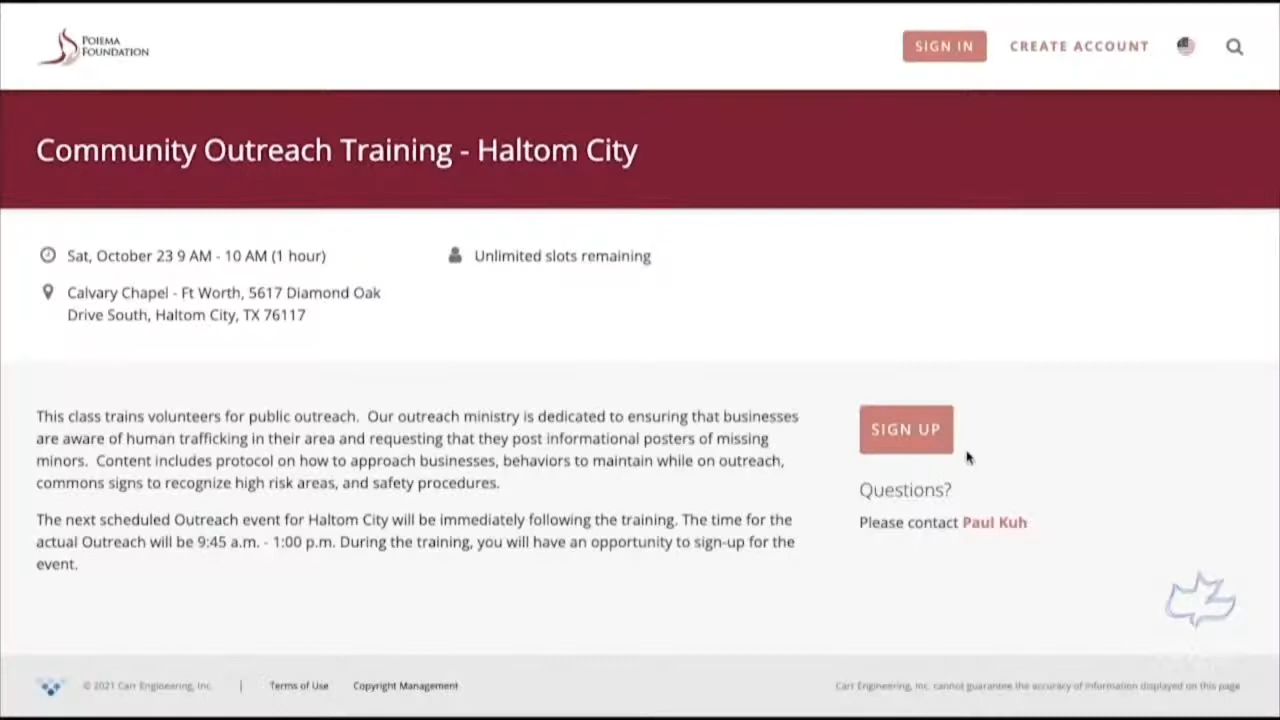 POIEMA
FOUNDATION
SIGN IN
CREATE ACCOUNT
Community Outreach Training - Haltom City
Sat, October 23 9 AM - 10 AM (1 hour)
Unlimited slots remaining
Calvary Chapel - Ft Worth, 5617 Diamond Oak
Drive South, Haltom City, TX 76117
This class trains volunteers for public outreach.  Our outreach ministry is dedicated to ensuring that businesses
are aware of human trafficking in their area and requesting that they post informational posters of missing
minors.  Content includes protocol on how to approach businesses, behaviors to maintain while on outreach,
commons signs to recognize high risk areas, and safety procedures.
The next scheduled Outreach event for Haltom City will be immediately following the training. The time for the
actual Outreach will be 9:45 a.m. - 1:00 p.m. During the training, you will have an opportunity to sign-up for the
event.
SIGN UP
Questions?
Please contact Paul Kuh
© 2021 Carr Engineering, Inc.
|
Terms of Use
Copyright Management
Carr Engineering, Inc. cannot guarantee the accuracy of information displayed on this page